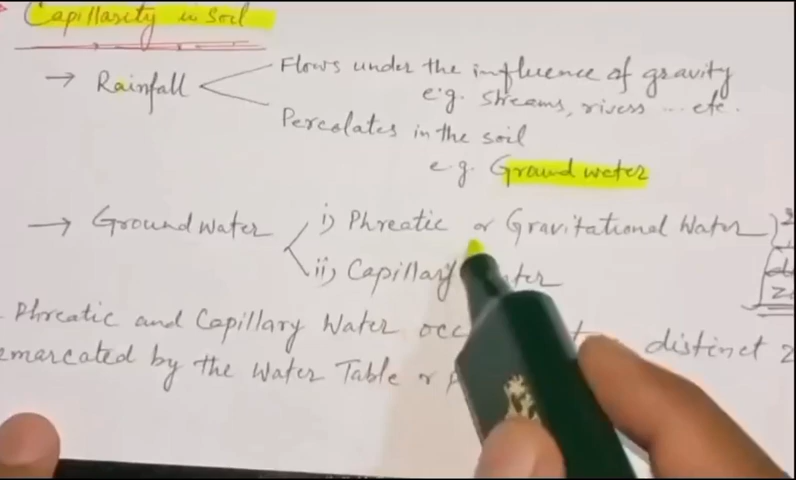 Capillarity in Soil
→ Rainfall
Flows under the influence of gravity
e.g. streams, rivers ... etc.
Percolates in the soil
e.g. Ground water
→ Ground water
i) Phreatic or Gravitational Water
ii) Capillary
Phreatic and Capillary Water distinct
by the Water Table or